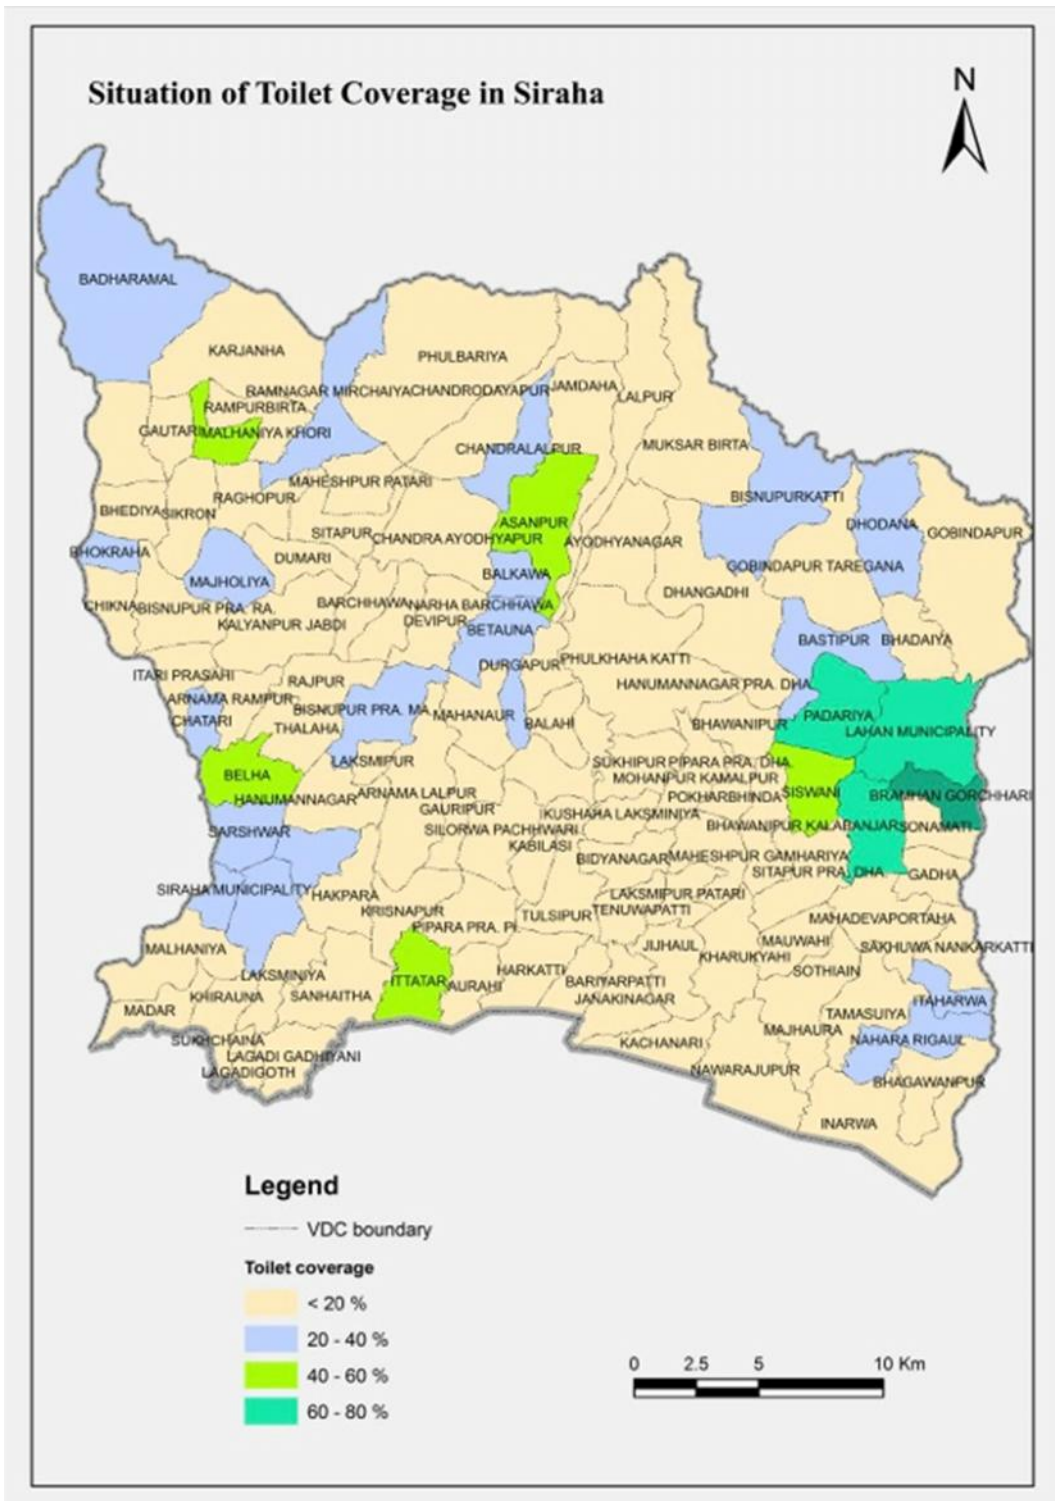 Situation of Toilet Coverage in Siraha
N
BADHARAMAL
KARJANHA
PHULBARIYA
RAMNAGAR MIRCHAIYA
CHANDRODAYAPUR
JAMDAHA
LALPUR
RAMPURBIRTA
GAUTARI
MALHANIYA KHORI
MUKSAR BIRTA
CHANDRALALPUR
MAHESHPUR PATARI
RAGHOPUR
BISNUPURKATTI
BHEDIYA
SIKRON
ASANPUR
DHODANA
GOBINDAPUR
SITAPUR
CHANDRA AYODHYAPUR
AYODHYANAGAR
BHOKRAHA
DUMARI
GOBINDAPUR TAREGANA
MAJHOLIYA
BALKAWA
DHANGADHI
CHIKNA
BISNUPUR PRA. RA.
BARCHHAWA
NARHA BARCHHAWA
KALYANPUR JABDI
DEVIPUR
BETAUNA
BASTIPUR
BHADAIYA
DURGAPUR
PHULKHAHA KATTI
ITARI PRASAHI
RAJPUR
HANUMANNAGAR PRA. DHA.
ARNAMA RAMPUR
BISNUPUR PRA. MA.
MAHANAUR
CHATARI
THALAHA
BALAHI
BHAWANIPUR
PADARIYA
LAHAN MUNICIPALITY
LAKSMIPUR
SUKHIPUR
PIPARA PRA. DHA.
BELHA
MOHANPUR KAMALPUR
HANUMANNAGAR
ARNAMA LALPUR
POKHARBHINDA
SISWANI
BRAMHAN GORCHHARI
GAURIPUR
KUSHAHA LAKSMINIYA
SARSHWAR
SILORWA PACHHWARI
BHAWANIPUR KALABANJAR
SONAMATI
KABILASI
BIDYANAGAR
MAHESHPUR GAMHARIYA
SITAPUR PRA. DHA
GADHA
SIRAHA MUNICIPALITY
HAKPARA
LAKSMIPUR PATARI
KRISNAPUR
TULSIPUR
TENUWAPATTI
MAHADEVAPORTAHA
PIPARA PRA. PI.
MALHANIYA
JIJHAUL
MAUWAHI
SAKHUWA NANKARKATTI
KHARUKYAHI
LAKSMINIYA
ITTATAR
AURAHI
HARKATTI
BARIYARPATTI
SOTHIAIN
KHIRAUNA
SANHAITHA
JANAKINAGAR
ITAHARWA
MADAR
TAMASUIYA
MAJHAURA
SUKHCHAINA
KACHANARI
NAHARA RIGAUL
LAGADI GADHIYANI
LAGADIGOTH
NAWARAJUPUR
BHAGAWANPUR
INARWA
Legend
VDC boundary
Toilet coverage
< 20 %
20 - 40 %
40 - 60 %
60 - 80 %
0 2.5 5 10 Km